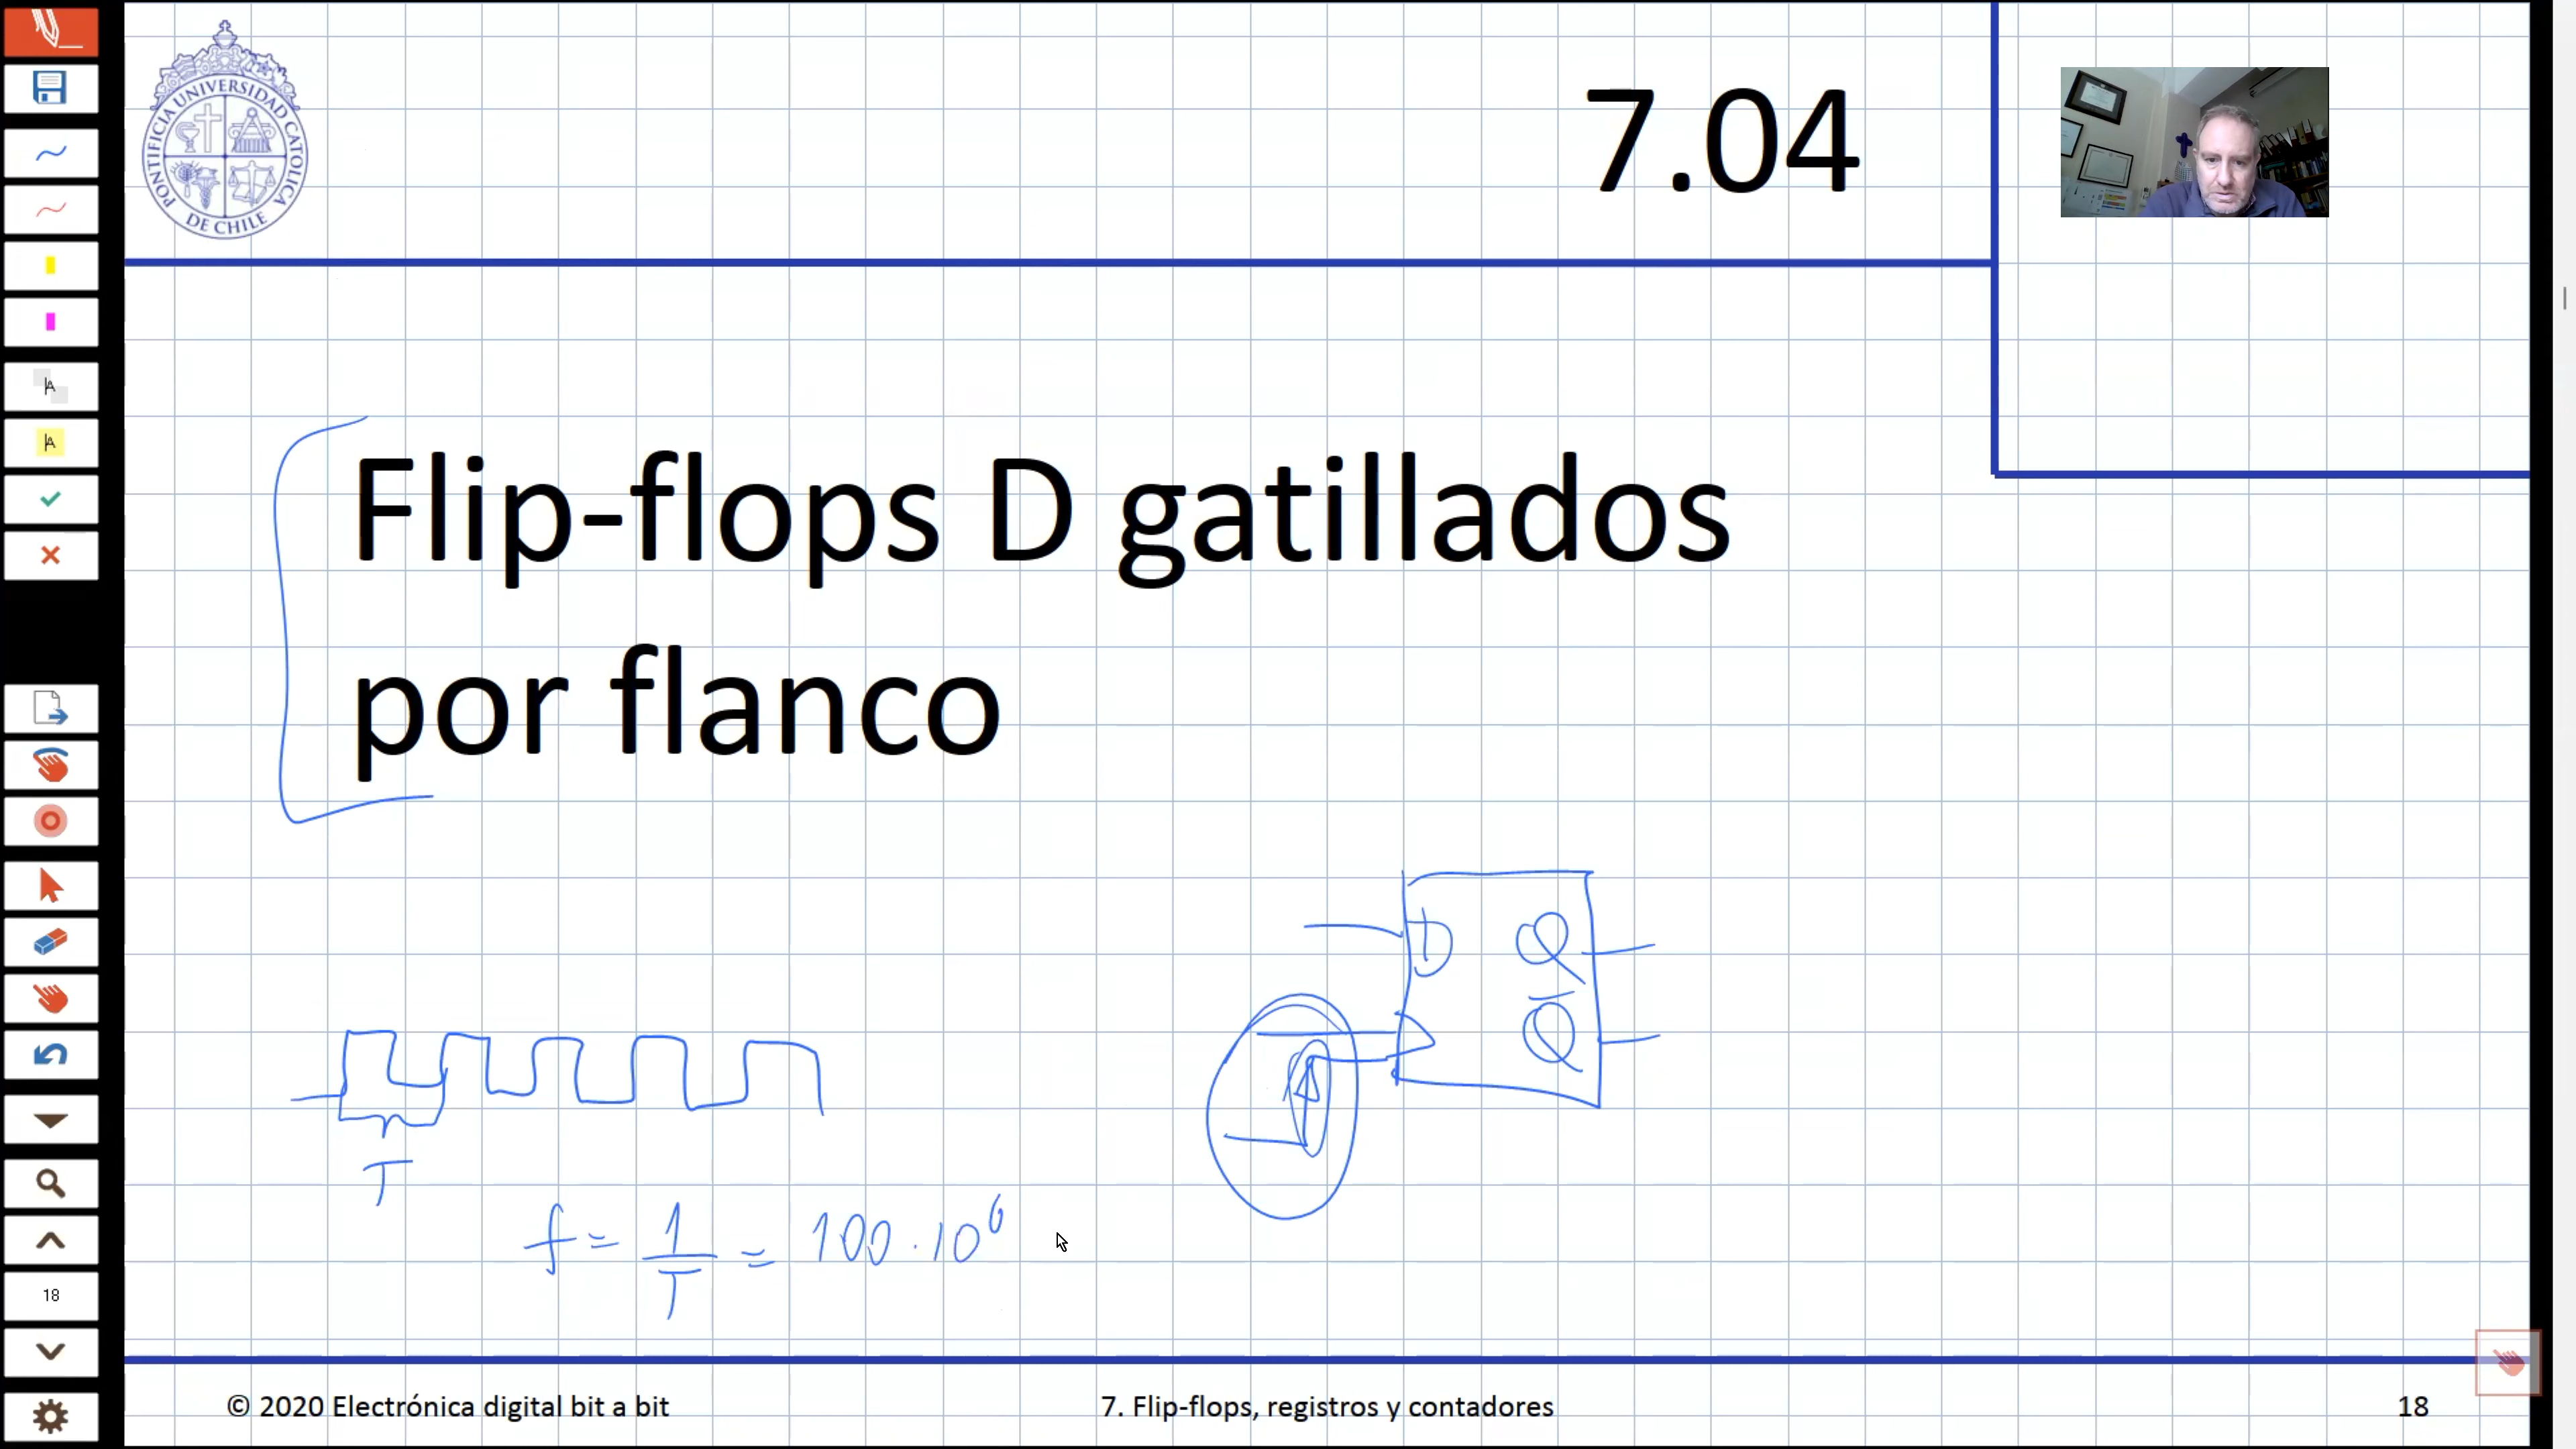 PONTIFICIA UNIVERSIDAD CATOLICA
DE CHILE
7.04
Flip-flops D gatillados
por flanco
D Q
Q̅
T
f = 1/T = 100 · 10⁶
A
A
18
© 2020 Electrónica digital bit a bit
7. Flip-flops, registros y contadores
18